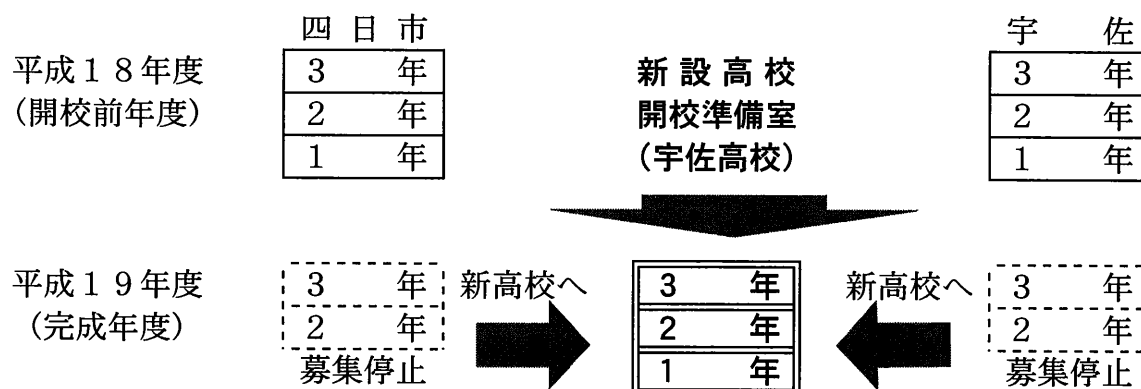 四日市
宇佐
平成18年度
(開校前年度)
3年
2年
1年
新設高校
開校準備室
(宇佐高校)
3年
2年
1年
平成19年度
(完成年度)
3年
2年
募集停止
新高校へ
3年
2年
1年
新高校へ
3年
2年
募集停止